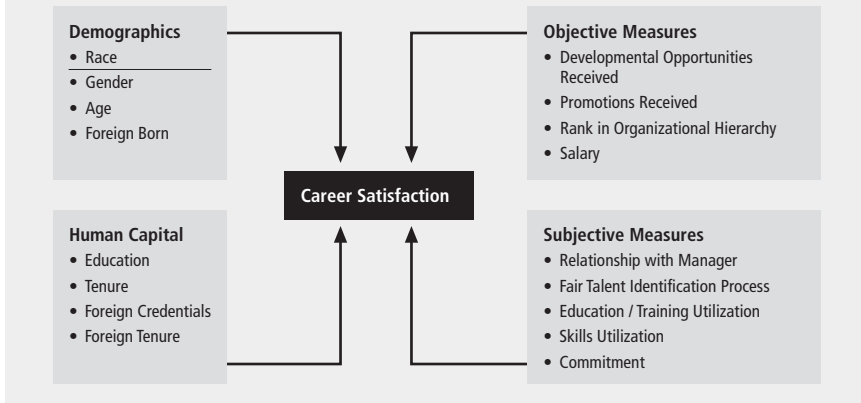 Demographics
• Race
• Gender
• Age
• Foreign Born
Objective Measures
• Developmental Opportunities
Received
• Promotions Received
• Rank in Organizational Hierarchy
• Salary
Career Satisfaction
Human Capital
• Education
• Tenure
• Foreign Credentials
• Foreign Tenure
Subjective Measures
• Relationship with Manager
• Fair Talent Identification Process
• Education / Training Utilization
• Skills Utilization
• Commitment